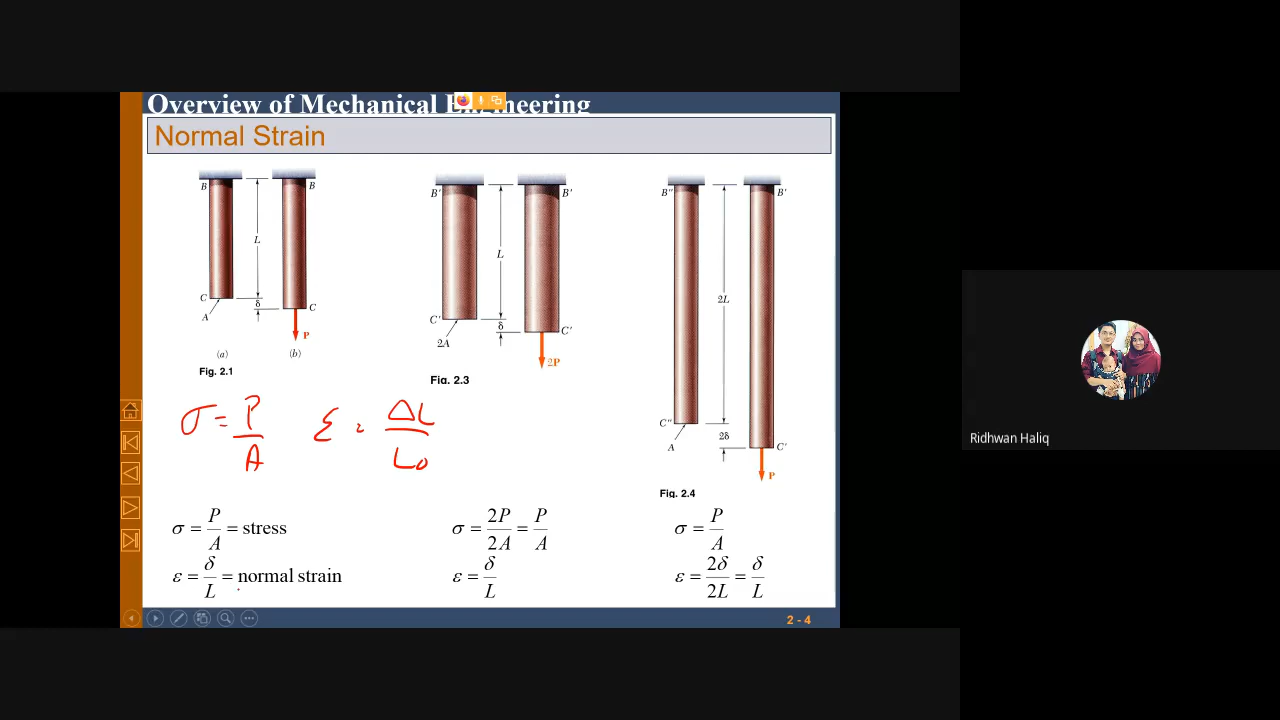 Overview of Mechanical Engineering
Normal Strain
B B
L
C δ C
A P
(a) (b)
Fig. 2.1
B' B'
L
C' δ C'
2A 2P
Fig. 2.3
B" B'
2L
C"
A 2δ C'
P
Fig. 2.4
σ = P/A ε = ΔL/L₀
σ = P/A = stress
ε = δ/L = normal strain
σ = 2P/2A = P/A
ε = δ/L
σ = P/A
ε = 2δ/2L = δ/L
2 - 4
Ridhwan Haliq